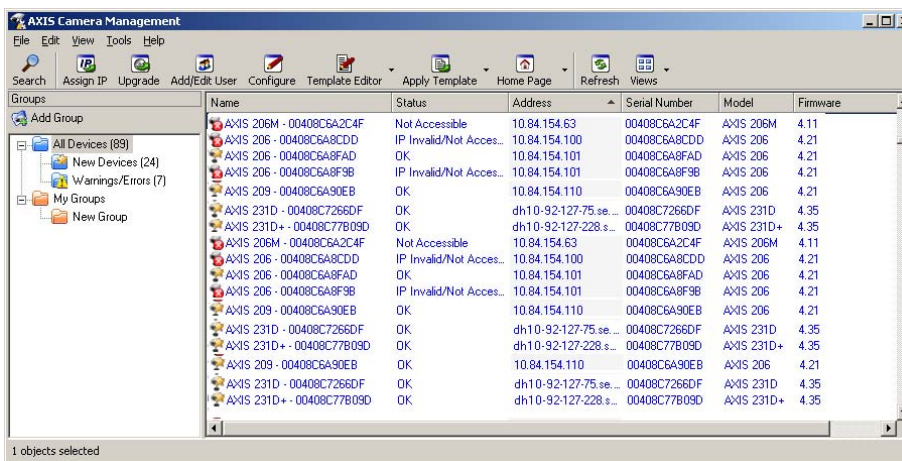 AXIS Camera Management
File Edit View Tools Help
Search Assign IP Upgrade Add/Edit User Configure Template Editor Apply Template Home Page Refresh Views
Groups
Add Group
All Devices (89)
New Devices (24)
Warnings/Errors (7)
My Groups
New Group
Name Status Address Serial Number Model Firmware
AXIS 206M - 00408C6A2C4F Not Accessible 10.84.154.63 00408C6A2C4F AXIS 206M 4.11
AXIS 206 - 00408C6A8CDD IP Invalid/Not Acces... 10.84.154.100 00408C6A8CDD AXIS 206 4.21
AXIS 206 - 00408C6A8FAD OK 10.84.154.101 00408C6A8FAD AXIS 206 4.21
AXIS 206 - 00408C6A8F9B IP Invalid/Not Acces... 10.84.154.101 00408C6A8F9B AXIS 206 4.21
AXIS 209 - 00408C6A90EB OK 10.84.154.110 00408C6A90EB AXIS 206 4.21
AXIS 231D - 00408C7266DF OK dh10-92-127-75.se.... 00408C7266DF AXIS 231D 4.35
AXIS 231D+ - 00408C77B09D OK dh10-92-127-228.s... 00408C77B09D AXIS 231D+ 4.35
AXIS 206M - 00408C6A2C4F Not Accessible 10.84.154.63 00408C6A2C4F AXIS 206M 4.11
AXIS 206 - 00408C6A8CDD IP Invalid/Not Acces... 10.84.154.100 00408C6A8CDD AXIS 206 4.21
AXIS 206 - 00408C6A8FAD OK 10.84.154.101 00408C6A8FAD AXIS 206 4.21
AXIS 206 - 00408C6A8F9B IP Invalid/Not Acces... 10.84.154.101 00408C6A8F9B AXIS 206 4.21
AXIS 209 - 00408C6A90EB OK 10.84.154.110 00408C6A90EB AXIS 206 4.21
AXIS 231D - 00408C7266DF OK dh10-92-127-75.se.... 00408C7266DF AXIS 231D 4.35
AXIS 231D+ - 00408C77B09D OK dh10-92-127-228.s... 00408C77B09D AXIS 231D+ 4.35
AXIS 209 - 00408C6A90EB OK 10.84.154.110 00408C6A90EB AXIS 206 4.21
AXIS 231D - 00408C7266DF OK dh10-92-127-75.se.... 00408C7266DF AXIS 231D 4.35
AXIS 231D+ - 00408C77B09D OK dh10-92-127-228.s... 00408C77B09D AXIS 231D+ 4.35
1 objects selected